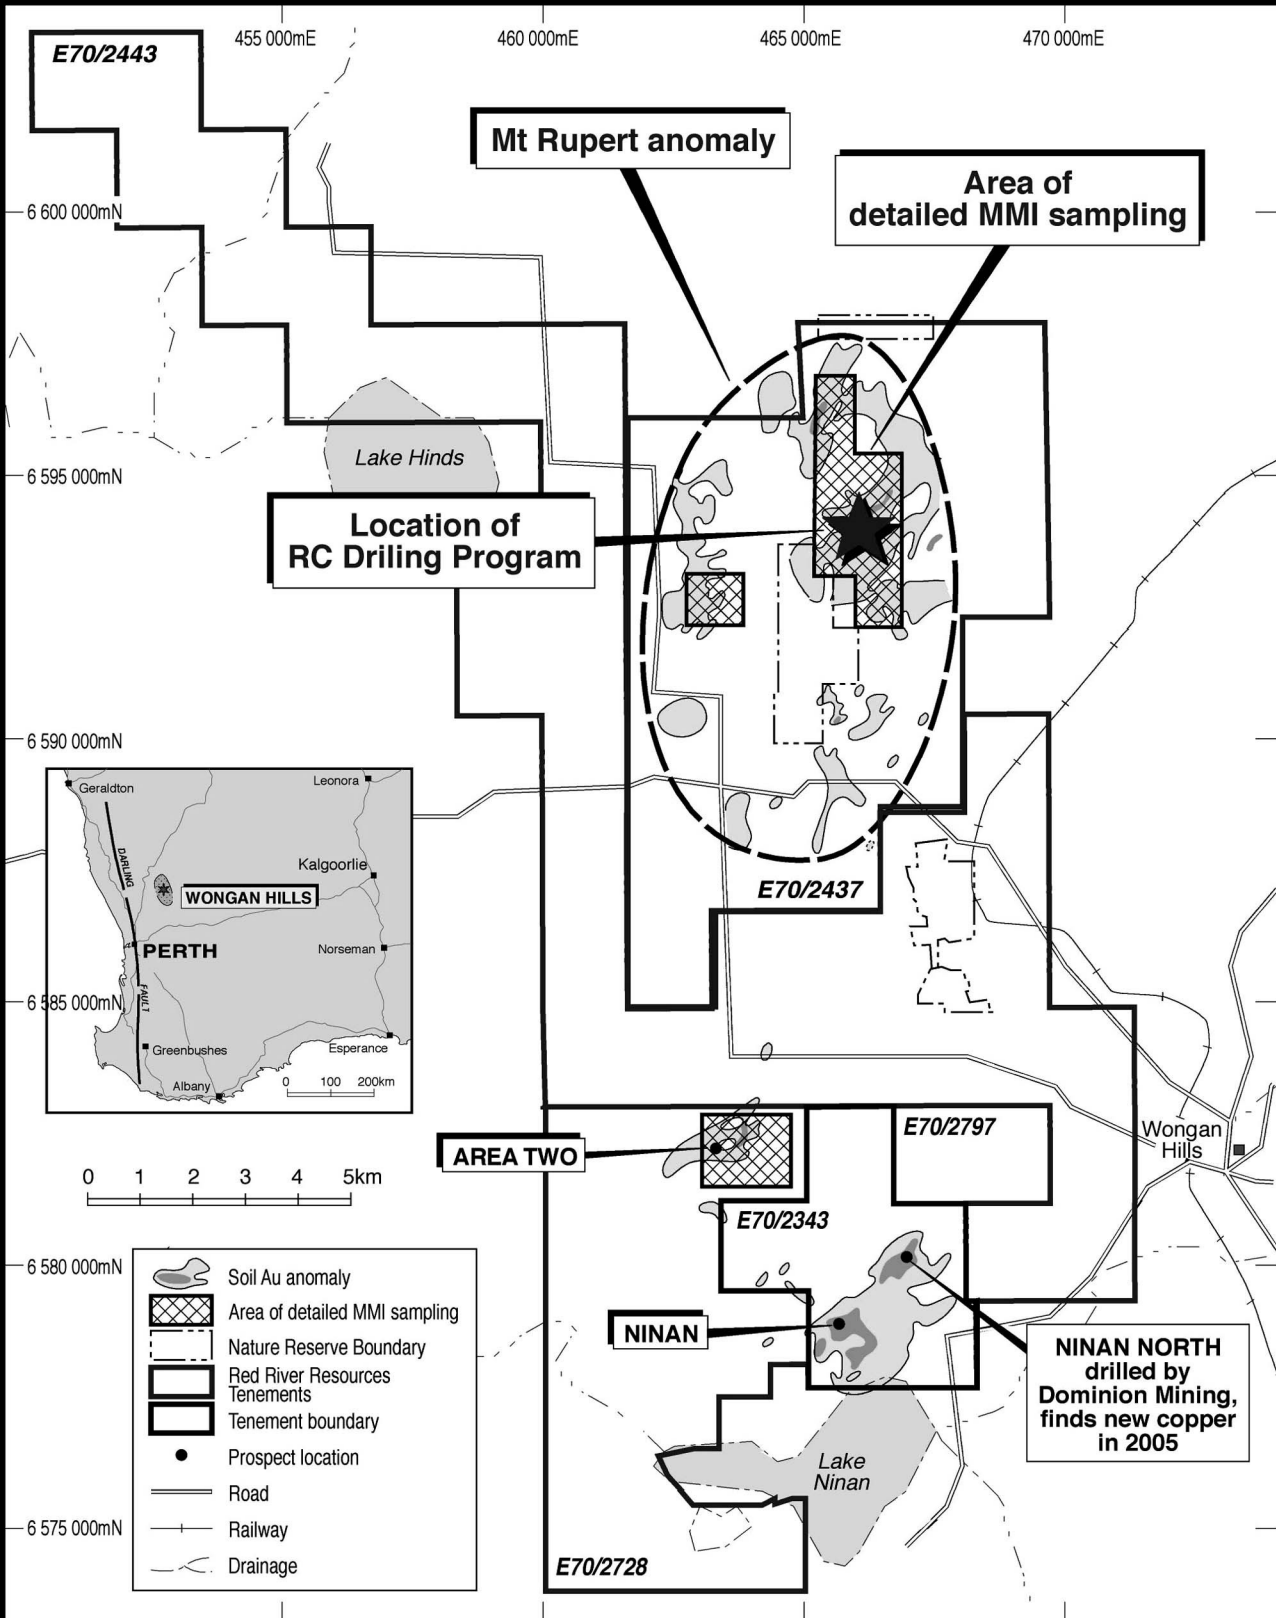 455 000mE
460 000mE
465 000mE
470 000mE
E70/2443
Mt Rupert anomaly
Area of
detailed MMI sampling
6 600 000mN
Lake Hinds
6 595 000mN
Location of
RC Driling Program
6 590 000mN
Geraldton
Leonora
DARLING
Kalgoorlie
WONGAN HILLS
PERTH
Norseman
FAULT
Greenbushes
Esperance
Albany
0 100 200km
E70/2437
6 585 000mN
E70/2797
Wongan
Hills
AREA TWO
0 1 2 3 4 5km
E70/2343
6 580 000mN
Soil Au anomaly
Area of detailed MMI sampling
Nature Reserve Boundary
Red River Resources
Tenements
Tenement boundary
Prospect location
Road
Railway
Drainage
NINAN
NINAN NORTH
drilled by
Dominion Mining,
finds new copper
in 2005
Lake
Ninan
6 575 000mN
E70/2728